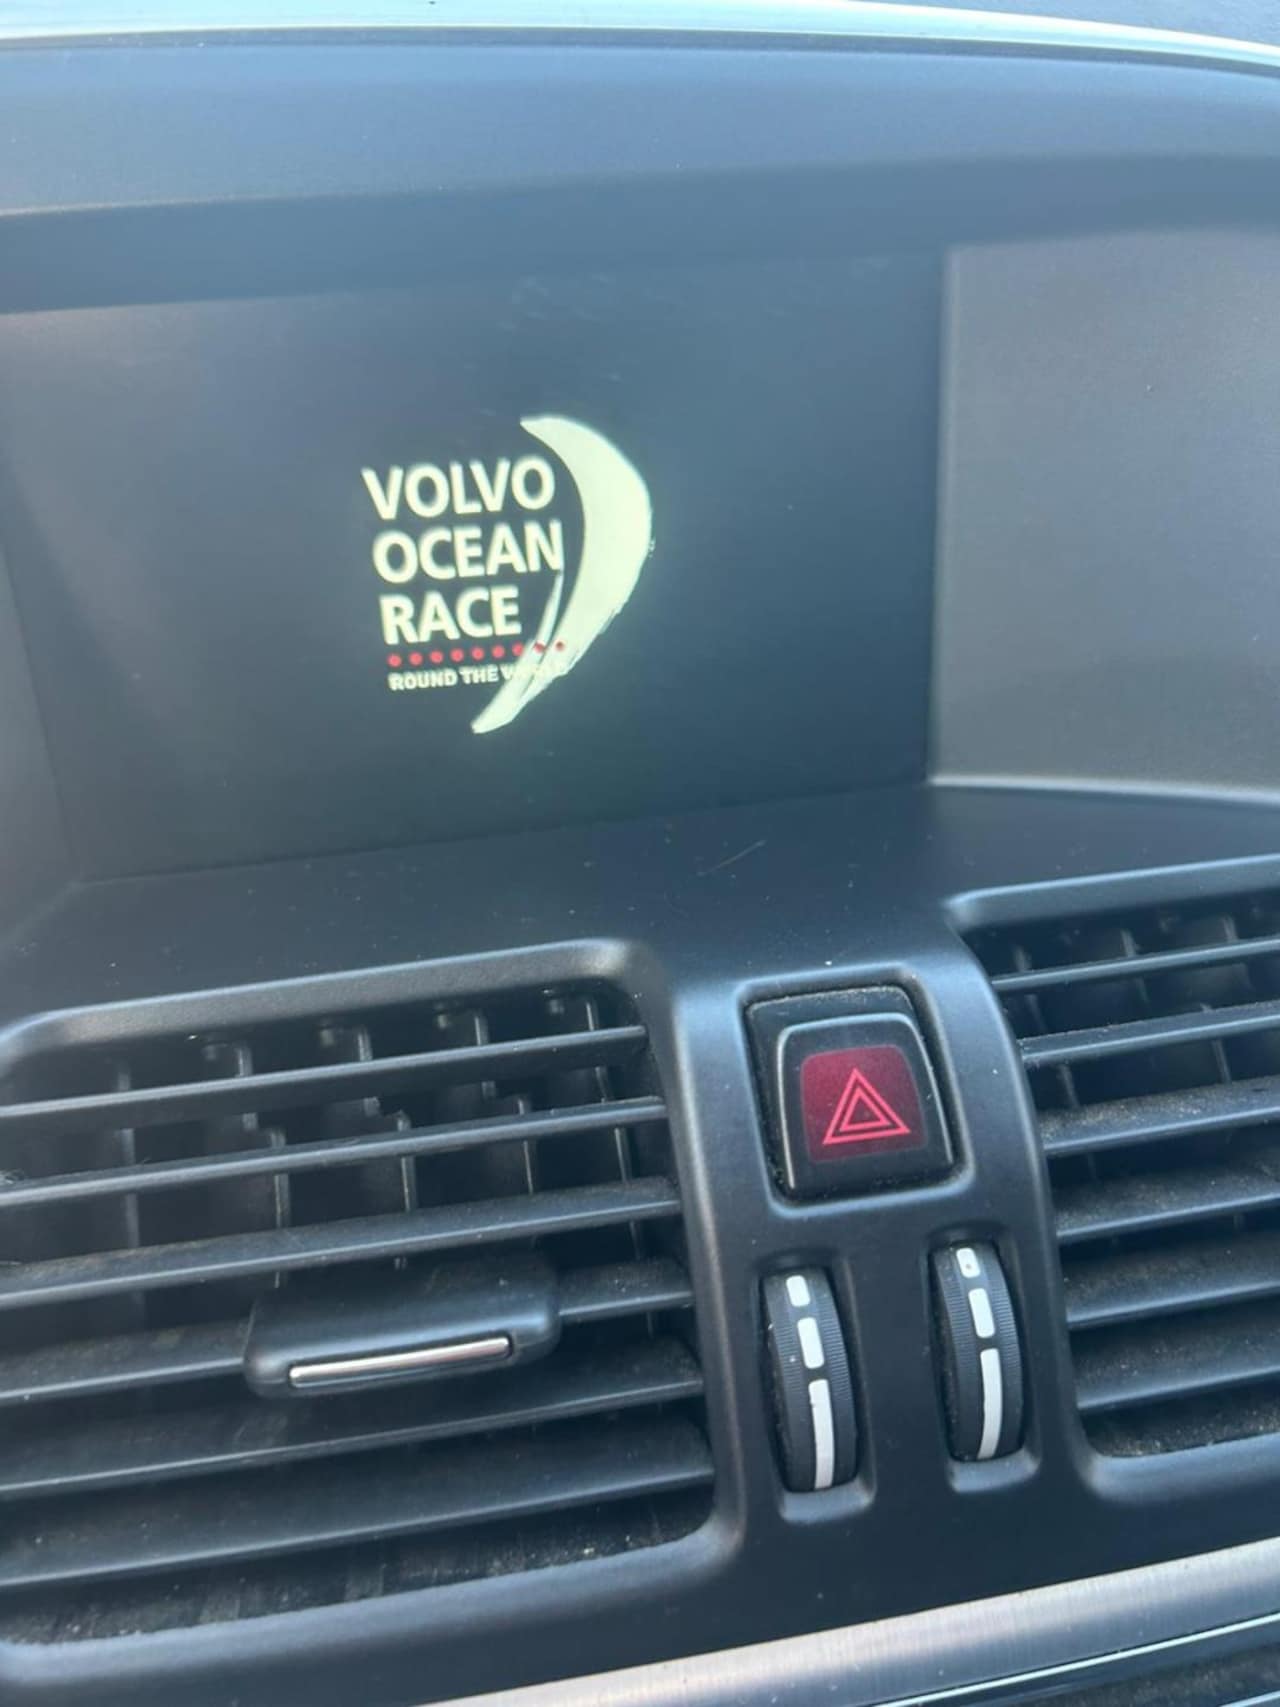 VOLVO
OCEAN
RACE
ROUND THE